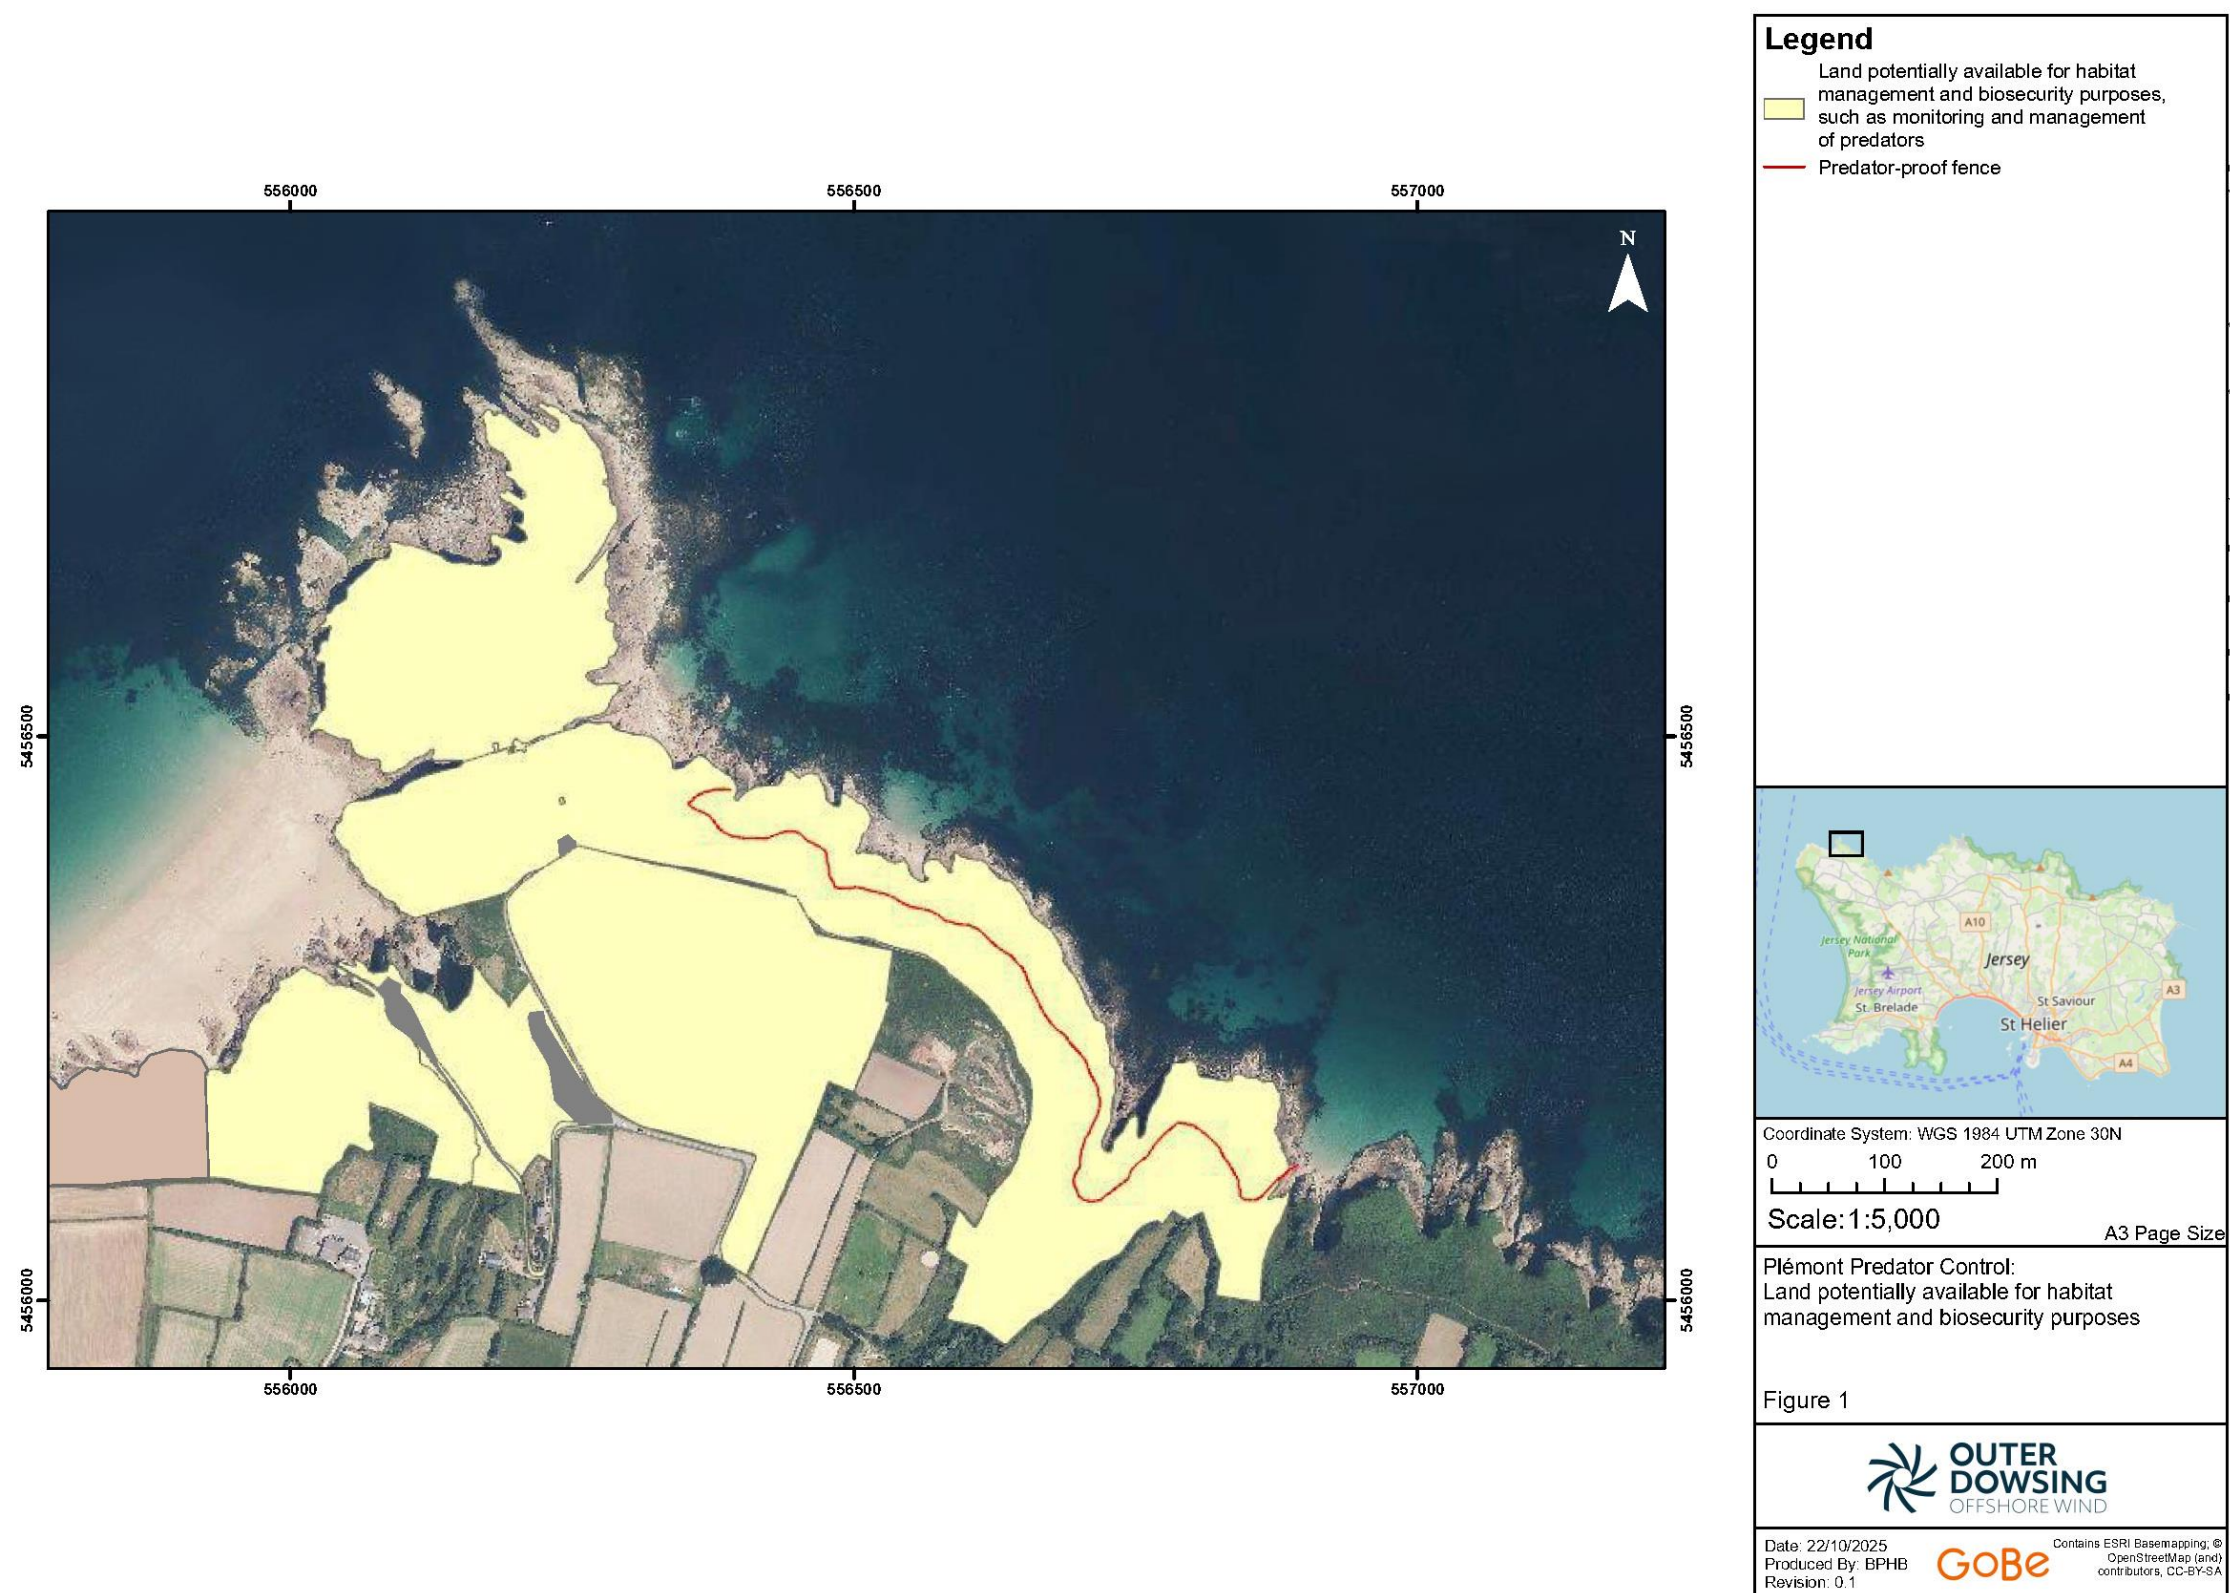 Legend
Land potentially available for habitat
management and biosecurity purposes,
such as monitoring and management
of predators
Predator-proof fence
556000
556500
557000
N
5456500
5456500
5456000
5456000
556000
556500
557000
A10
Jersey National
Park
Jersey
Jersey Airport
St. Brelade
St Saviour
A3
St Helier
A4
Coordinate System: WGS 1984 UTM Zone 30N
0 100 200 m
Scale:1:5,000
A3 Page Size
Plémont Predator Control:
Land potentially available for habitat
management and biosecurity purposes
Figure 1
OUTER
DOWSING
OFFSHORE WIND
Date: 22/10/2025
Produced By: BPHB
Revision: 0.1
GoBe
Contains ESRI Basemapping; ©
OpenStreetMap (and)
contributors, CC-BY-SA